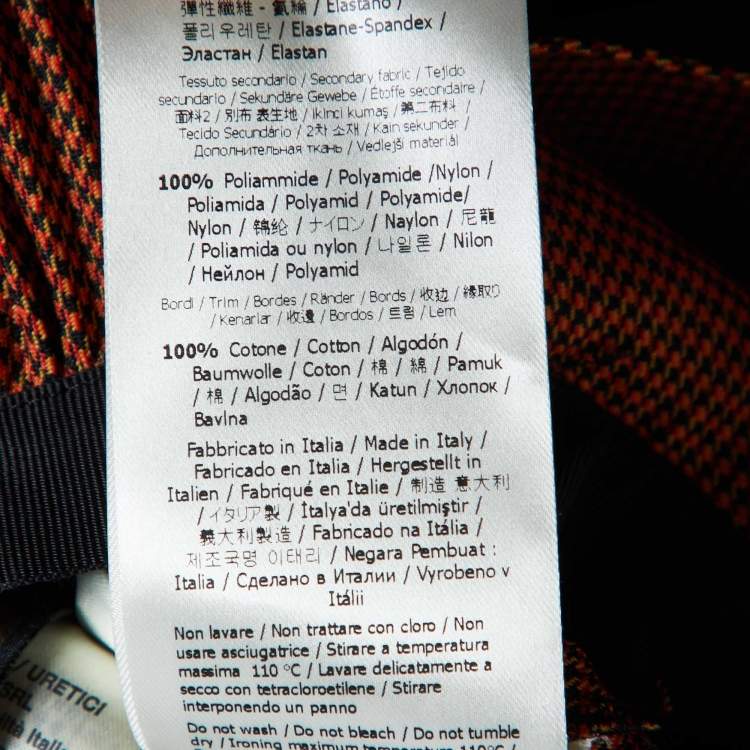 彈性纖維 - 氨綸 / Elastano /
폴리우레탄 / Elastane-Spandex /
Эластан / Elastan
Tessuto secondario / Secondary fabric / Tejido
secundario / Sekundäre Gewebe / Étoffe secondaire /
面料2 / 別布 表生地 / Ikinci kumaş / 第二布料 /
Tecido Secundário / 2차 소재 / Kain sekunder /
Дополнительная ткань / Vedlejší materiál
100% Poliammide / Polyamide /Nylon /
Poliamida / Polyamid / Polyamide/
Nylon / 锦纶 / ナイロン / Naylon / 尼龍
/ Poliamida ou nylon / 나일론 / Nilon
/ Нейлон / Polyamid
Bordi / Trim / Bordes / Ränder / Bords / 收边 / 縁取り
/ Kenarlar / 收邊 / Bordos / 트림 / Lem
100% Cotone / Cotton / Algodón /
Baumwolle / Coton / 棉 / 綿 / Pamuk
/ 棉 / Algodão / 면 / Katun / Хлопок /
Bavlna
Fabbricato in Italia / Made in Italy /
Fabricado en Italia / Hergestellt in
Italien / Fabriqué en Italie / 制造 意大利
/ イタリア製 / İtalya'da üretilmiştir /
義大利製造 / Fabricado na Itália /
제조국명 이태리 / Negara Pembuat :
Italia / Сделано в Италии / Vyrobeno v
Itálii
Non lavare / Non trattare con cloro / Non
usare asciugatrice / Stirare a temperatura
massima 110 °C / Lavare delicatamente a
secco con tetracloroetilene / Stirare
interponendo un panno
Do not wash / Do not bleach / Do not tumble
dry / Ironing maximum temperature 110°C /
/ URETICI
SRL
Italia